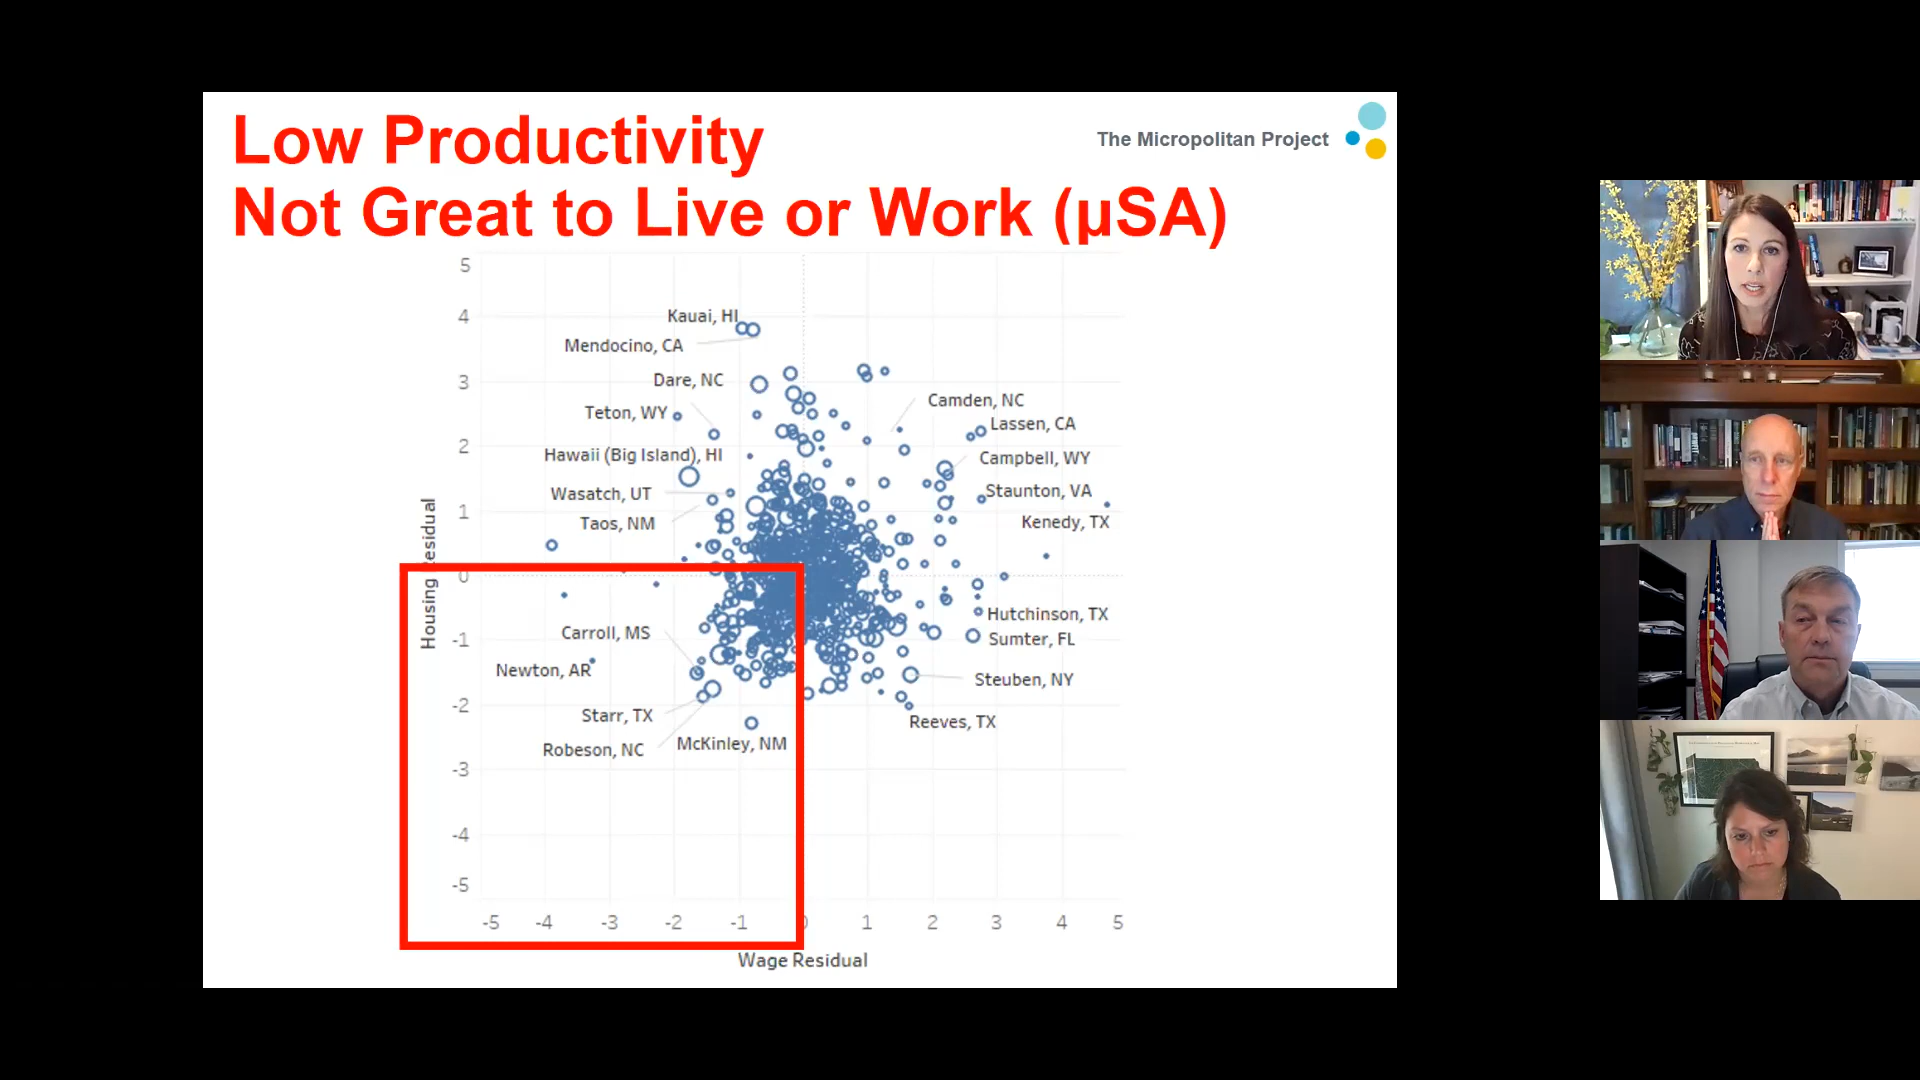 Low Productivity
Not Great to Live or Work (µSA)
The Micropolitan Project
5
4
3
2
1
0
-1
-2
-3
-4
-5
Housing Residual
Kauai, HI
Mendocino, CA
Dare, NC
Teton, WY
Hawaii (Big Island), HI
Wasatch, UT
Taos, NM
Camden, NC
Lassen, CA
Campbell, WY
Staunton, VA
Kenedy, TX
Carroll, MS
Newton, AR
Starr, TX
Robeson, NC
McKinley, NM
Hutchinson, TX
Sumter, FL
Steuben, NY
Reeves, TX
-5 -4 -3 -2 -1 0 1 2 3 4 5
Wage Residual